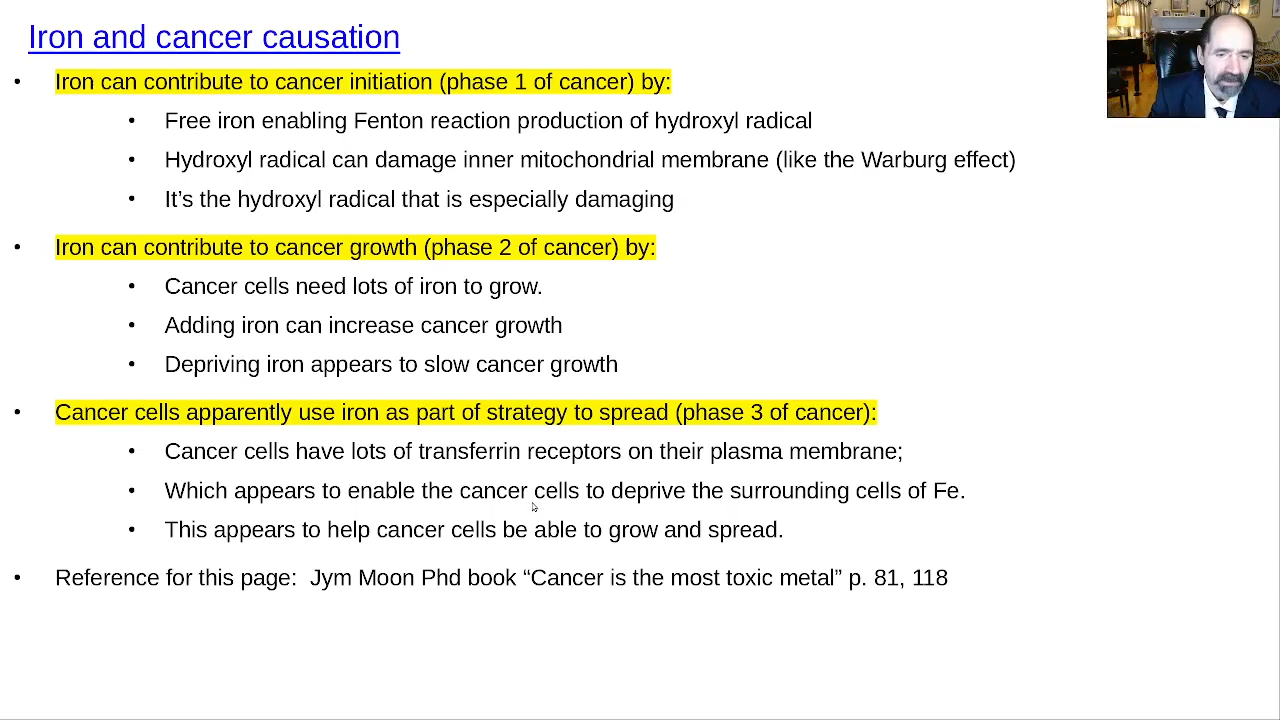 Iron and cancer causation
• Iron can contribute to cancer initiation (phase 1 of cancer) by:
• Free iron enabling Fenton reaction production of hydroxyl radical
• Hydroxyl radical can damage inner mitochondrial membrane (like the Warburg effect)
• It’s the hydroxyl radical that is especially damaging
• Iron can contribute to cancer growth (phase 2 of cancer) by:
• Cancer cells need lots of iron to grow.
• Adding iron can increase cancer growth
• Depriving iron appears to slow cancer growth
• Cancer cells apparently use iron as part of strategy to spread (phase 3 of cancer):
• Cancer cells have lots of transferrin receptors on their plasma membrane;
• Which appears to enable the cancer cells to deprive the surrounding cells of Fe.
• This appears to help cancer cells be able to grow and spread.
• Reference for this page: Jym Moon Phd book “Cancer is the most toxic metal” p. 81, 118